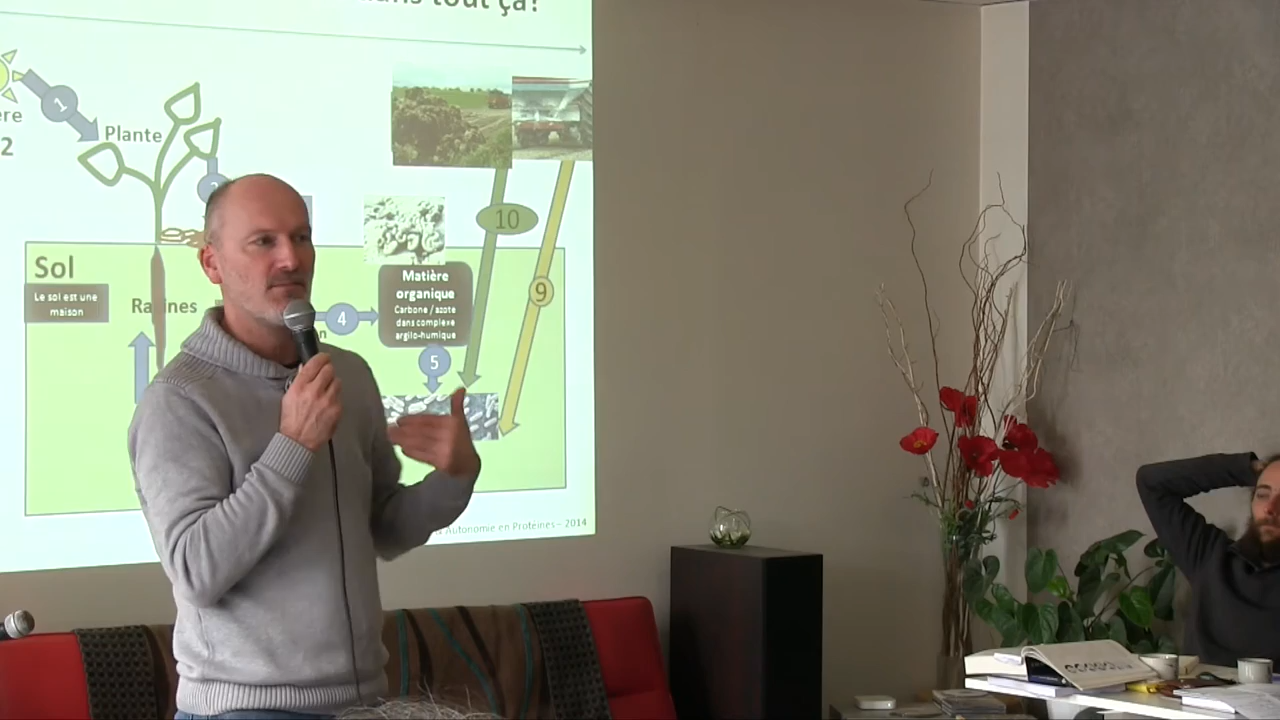 dans tout ça?
1
Plante
2
10
Sol
Le sol est une
maison
Racines
4
Matière
organique
Carbone / azote
dans complexe
argilo-humique
9
5
Autonomie en Protéines– 2014